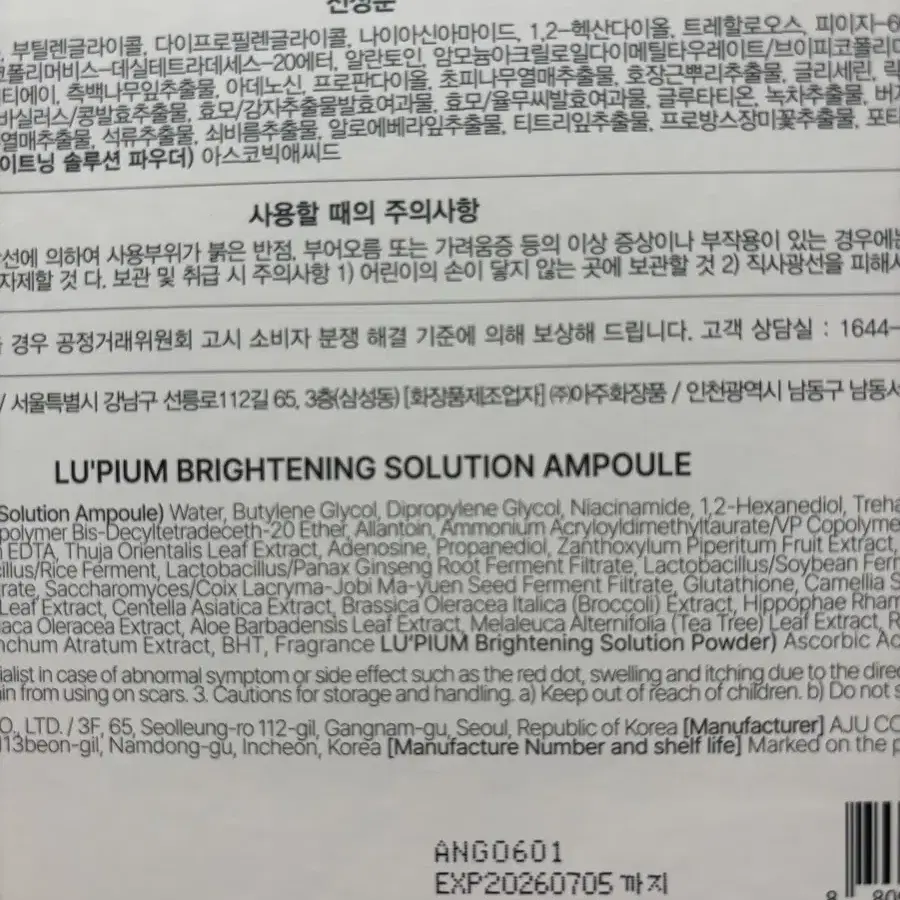 전성분
부틸렌글라이콜, 다이프로필렌글라이콜, 나이아신아마이드, 1,2-헥산다이올, 트레할로오스, 피이지-6
폴리머비스-데실테트라데세스-20에터, 알란토인, 암모늄아크릴로일다이메틸타우레이트/브이피코폴리머
티에이, 측백나무잎추출물, 아데노신, 프로판다이올, 초피나무열매추출물, 호장근뿌리추출물, 글리세린, 락
바실러스/콩발효추출물, 효모/감자추출물발효여과물, 효모/율무씨발효여과물, 글루타티온, 녹차추출물, 버
열매추출물, 석류추출물, 쇠비름추출물, 알로에베라잎추출물, 티트리잎추출물, 프로방스장미꽃추출물, 포티
이트닝 솔루션 파우더) 아스코빅애씨드
사용할 때의 주의사항
선에 의하여 사용부위가 붉은 반점, 부어오름 또는 가려움증 등의 이상 증상이나 부작용이 있는 경우에는
자제할 것 다. 보관 및 취급 시 주의사항 1) 어린이의 손이 닿지 않는 곳에 보관할 것 2) 직사광선을 피해서
경우 공정거래위원회 고시 소비자 분쟁 해결 기준에 의해 보상해 드립니다. 고객 상담실 : 1644-
/ 서울특별시 강남구 선릉로112길 65, 3층(삼성동) [화장품제조업자] ㈜아주화장품 / 인천광역시 남동구 남동서
LU'PIUM BRIGHTENING SOLUTION AMPOULE
Solution Ampoule) Water, Butylene Glycol, Dipropylene Glycol, Niacinamide, 1,2-Hexanediol, Treha
polymer Bis-Decyltetradeceth-20 Ether, Allantoin, Ammonium Acryloyldimethyltaurate/VP Copolyme
EDTA, Thuja Orientalis Leaf Extract, Adenosine, Propanediol, Zanthoxylum Piperitum Fruit Extract,
illus/Rice Ferment, Lactobacillus/Panax Ginseng Root Ferment Filtrate, Lactobacillus/Soybean Fer
rate, Saccharomyces/Coix Lacryma-Jobi Ma-yuen Seed Ferment Filtrate, Glutathione, Camellia S
Leaf Extract, Centella Asiatica Extract, Brassica Oleracea Italica (Broccoli) Extract, Hippophae Rham
aca Oleracea Extract, Aloe Barbadensis Leaf Extract, Melaleuca Alternifolia (Tea Tree) Leaf Extract, R
nchum Atratum Extract, BHT, Fragrance LU'PIUM Brightening Solution Powder) Ascorbic Ac
ialist in case of abnormal symptom or side effect such as the red dot, swelling and itching due to the direc
in from using on scars. 3. Cautions for storage and handling. a) Keep out of reach of children. b) Do not s
O., LTD. / 3F, 65, Seolleung-ro 112-gil, Gangnam-gu, Seoul, Republic of Korea [Manufacturer] AJU CO
13beon-gil, Namdong-gu, Incheon, Korea [Manufacture Number and shelf life] Marked on the p
ANG0601
EXP20260705 까지